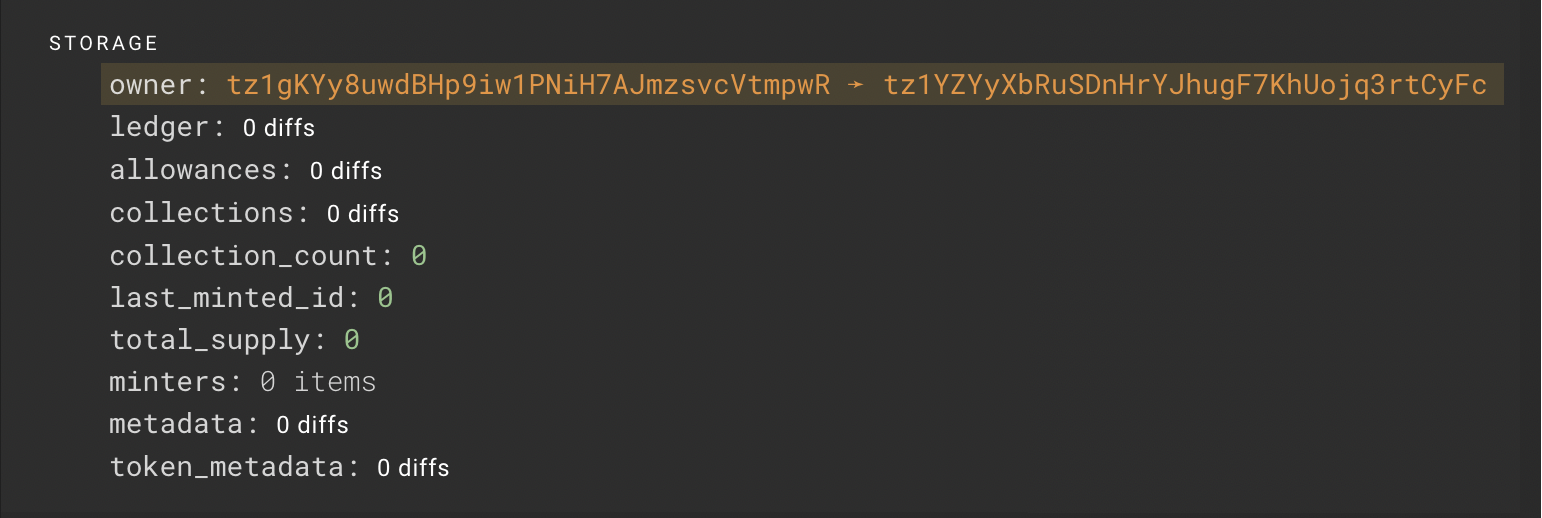 STORAGE
owner: tz1gKYy8uwdBHp9iw1PNiH7AJmzsvcVtmpwR → tz1YZYyXbRuSDnHrYJhugF7KhUojq3rtCyFc
ledger: 0 diffs
allowances: 0 diffs
collections: 0 diffs
collection_count: 0
last_minted_id: 0
total_supply: 0
minters: 0 items
metadata: 0 diffs
token_metadata: 0 diffs